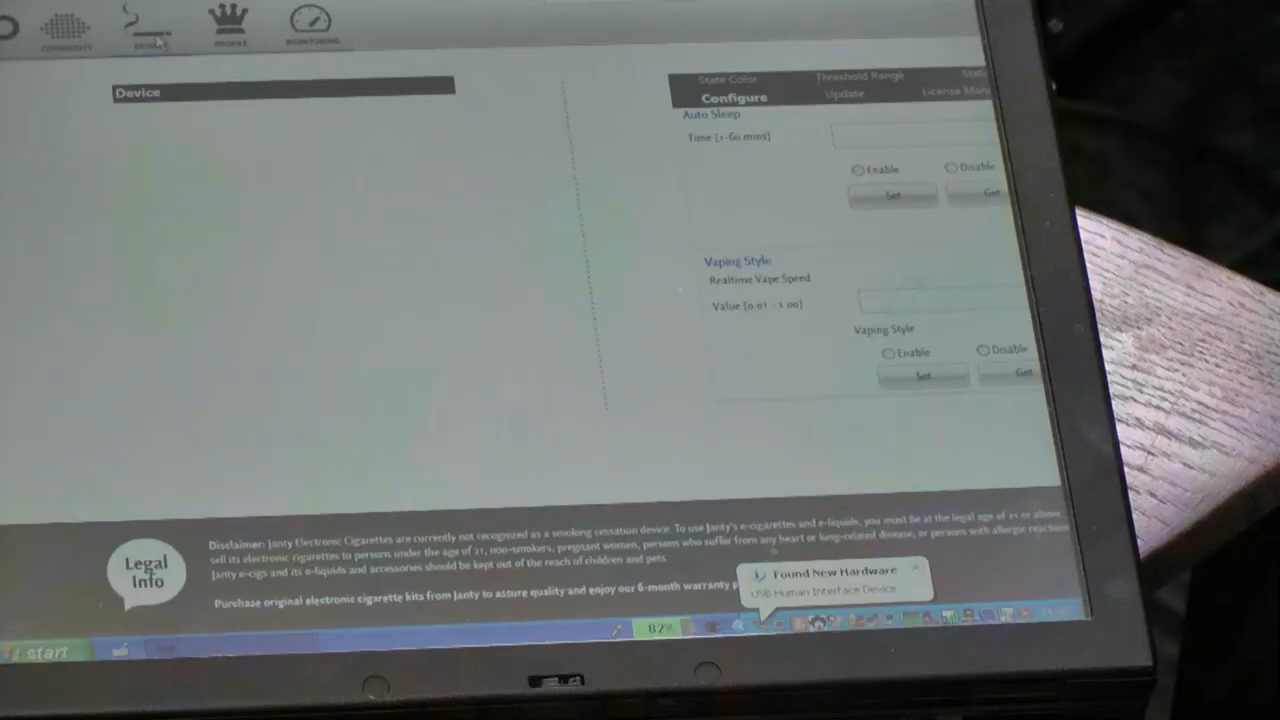 COMMUNITY
DEVICE
PROFILE
MONITORING
Device
State Color Threshold Range
Configure Update License
Auto Sleep
Time [1-60 mins]
Enable Disable
Set Get
Vaping Style
Realtime Vape Speed
Value [0.61 - 1.00]
Vaping Style
Enable Disable
Set Get
Legal Info
Disclaimer: Janty Electronic Cigarettes are currently not recognized as a smoking cessation device. To use Janty's e-cigarettes and e-liquids, you must be at the legal age of 21 or above
sell its electronic cigarettes to persons under the age of 21, non-smokers, pregnant women, persons who suffer from any heart or lung-related disease, or persons with allergic reactions
Janty e-cigs and its e-liquids and accessories should be kept out of the reach of children and pets
Purchase original electronic cigarette kits from Janty to assure quality and enjoy our 6-month warranty
Found New Hardware
USB Human Interface Device
start
82%